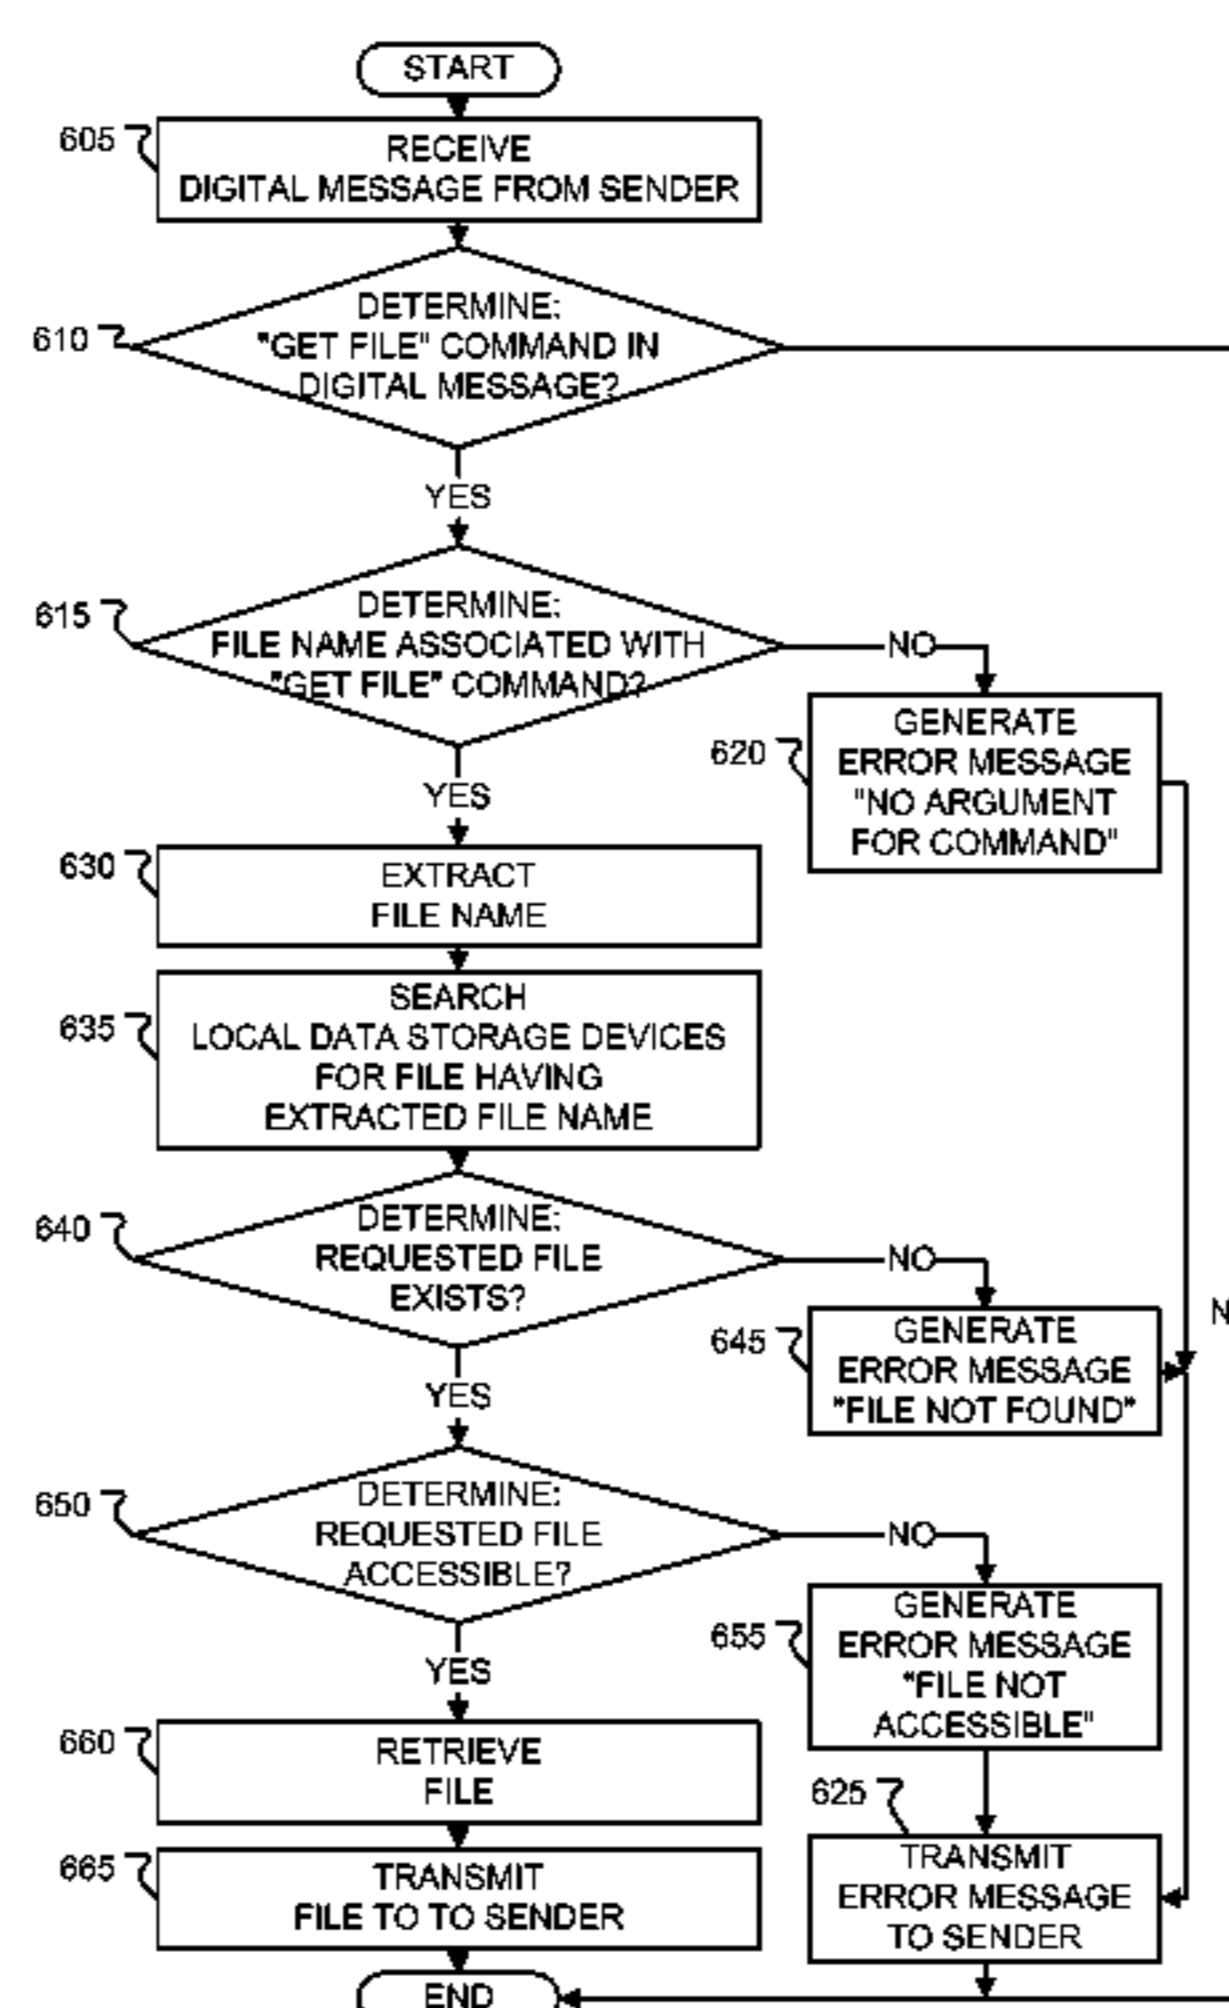 START
605
RECEIVE
DIGITAL MESSAGE FROM SENDER
610
DETERMINE:
"GET FILE" COMMAND IN
DIGITAL MESSAGE?
YES
615
DETERMINE:
FILE NAME ASSOCIATED WITH
"GET FILE" COMMAND?
NO
620
GENERATE
ERROR MESSAGE
"NO ARGUMENT
FOR COMMAND"
YES
630
EXTRACT
FILE NAME
635
SEARCH
LOCAL DATA STORAGE DEVICES
FOR FILE HAVING
EXTRACTED FILE NAME
640
DETERMINE:
REQUESTED FILE
EXISTS?
NO
645
GENERATE
ERROR MESSAGE
"FILE NOT FOUND"
YES
650
DETERMINE:
REQUESTED FILE
ACCESSIBLE?
NO
655
GENERATE
ERROR MESSAGE
"FILE NOT
ACCESSIBLE"
YES
660
RETRIEVE
FILE
625
TRANSMIT
ERROR MESSAGE
TO SENDER
665
TRANSMIT
FILE TO TO SENDER
END